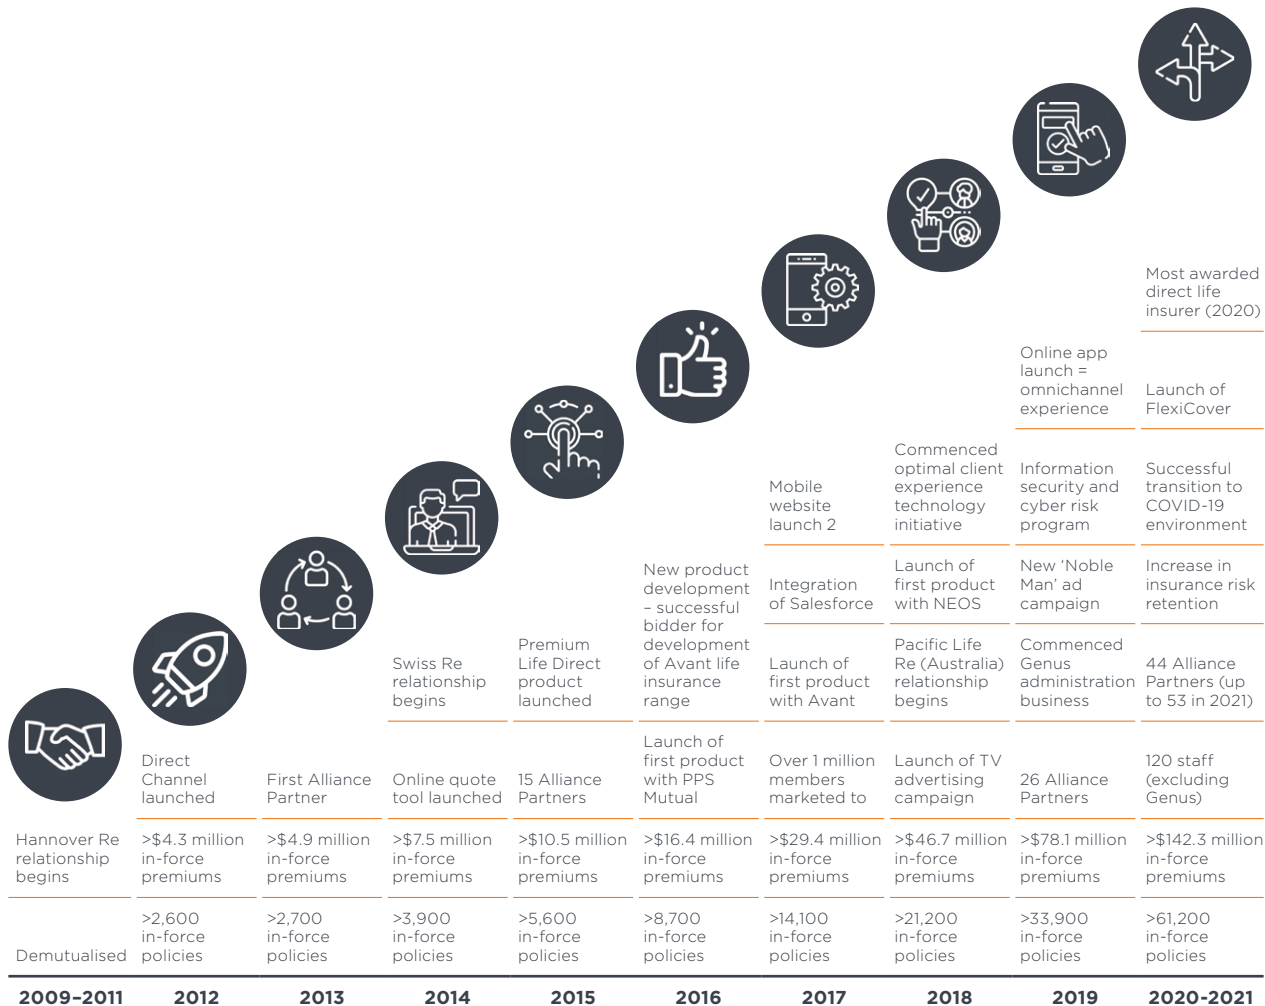 Hannover Re
relationship
begins
Demutualised
2009–2011
Direct
Channel
launched
>$4.3 million
in-force
premiums
>2,600
in-force
policies
2012
First Alliance
Partner
>$4.9 million
in-force
premiums
>2,700
in-force
policies
2013
Swiss Re
relationship
begins
Online quote
tool launched
>$7.5 million
in-force
premiums
>3,900
in-force
policies
2014
Premium
Life Direct
product
launched
15 Alliance
Partners
>$10.5 million
in-force
premiums
>5,600
in-force
policies
2015
New product
development
– successful
bidder for
development
of Avant life
insurance
range
Launch of
first product
with PPS
Mutual
>$16.4 million
in-force
premiums
>8,700
in-force
policies
2016
Mobile
website
launch 2
Integration
of Salesforce
Launch of
first product
with Avant
Over 1 million
members
marketed to
>$29.4 million
in-force
premiums
>14,100
in-force
policies
2017
Commenced
optimal client
experience
technology
initiative
Launch of
first product
with NEOS
Pacific Life
Re (Australia)
relationship
begins
Launch of TV
advertising
campaign
>$46.7 million
in-force
premiums
>21,200
in-force
policies
2018
Online app
launch =
omnichannel
experience
Information
security and
cyber risk
program
New ‘Noble
Man’ ad
campaign
Commenced
Genus
administration
business
26 Alliance
Partners
>$78.1 million
in-force
premiums
>33,900
in-force
policies
2019
Most awarded
direct life
insurer (2020)
Launch of
FlexiCover
Successful
transition to
COVID-19
environment
Increase in
insurance risk
retention
44 Alliance
Partners (up
to 53 in 2021)
120 staff
(excluding
Genus)
>$142.3 million
in-force
premiums
>61,200
in-force
policies
2020-2021